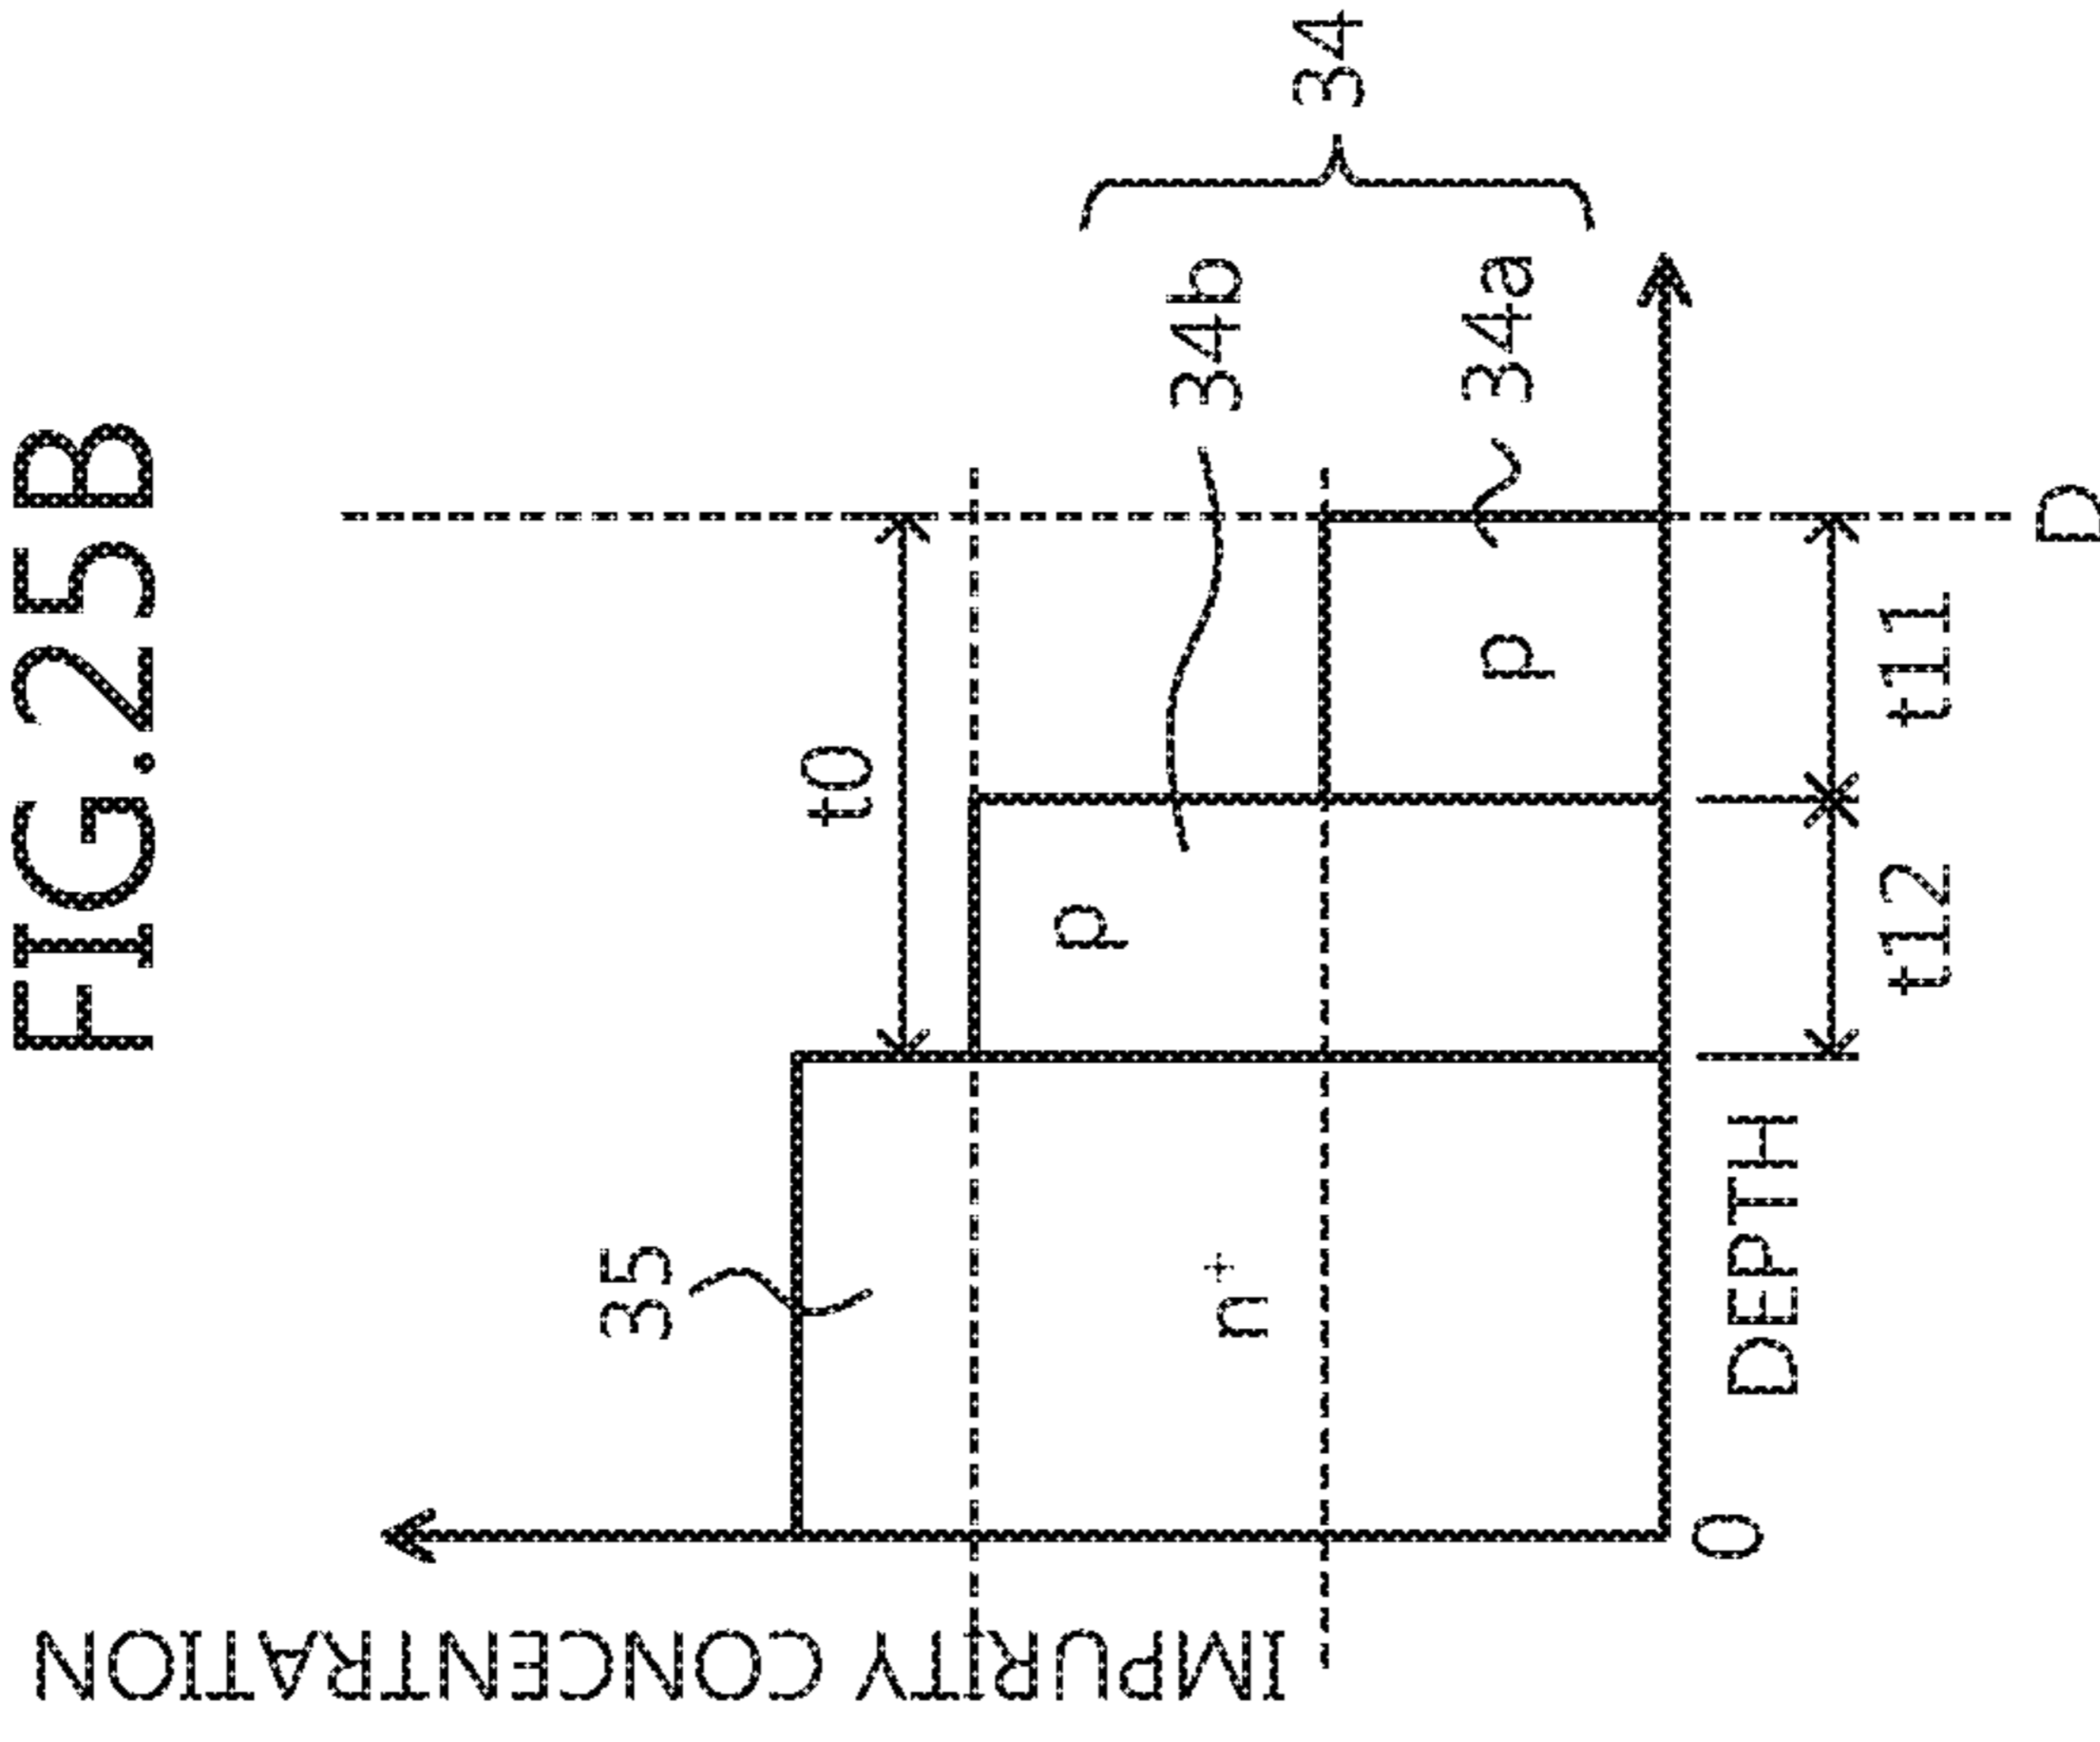 FIG.25B
IMPURITY CONCENTRATION
35
t0
34b
34a
34
p
p
n+
0
DEPTH
t12
t11
D